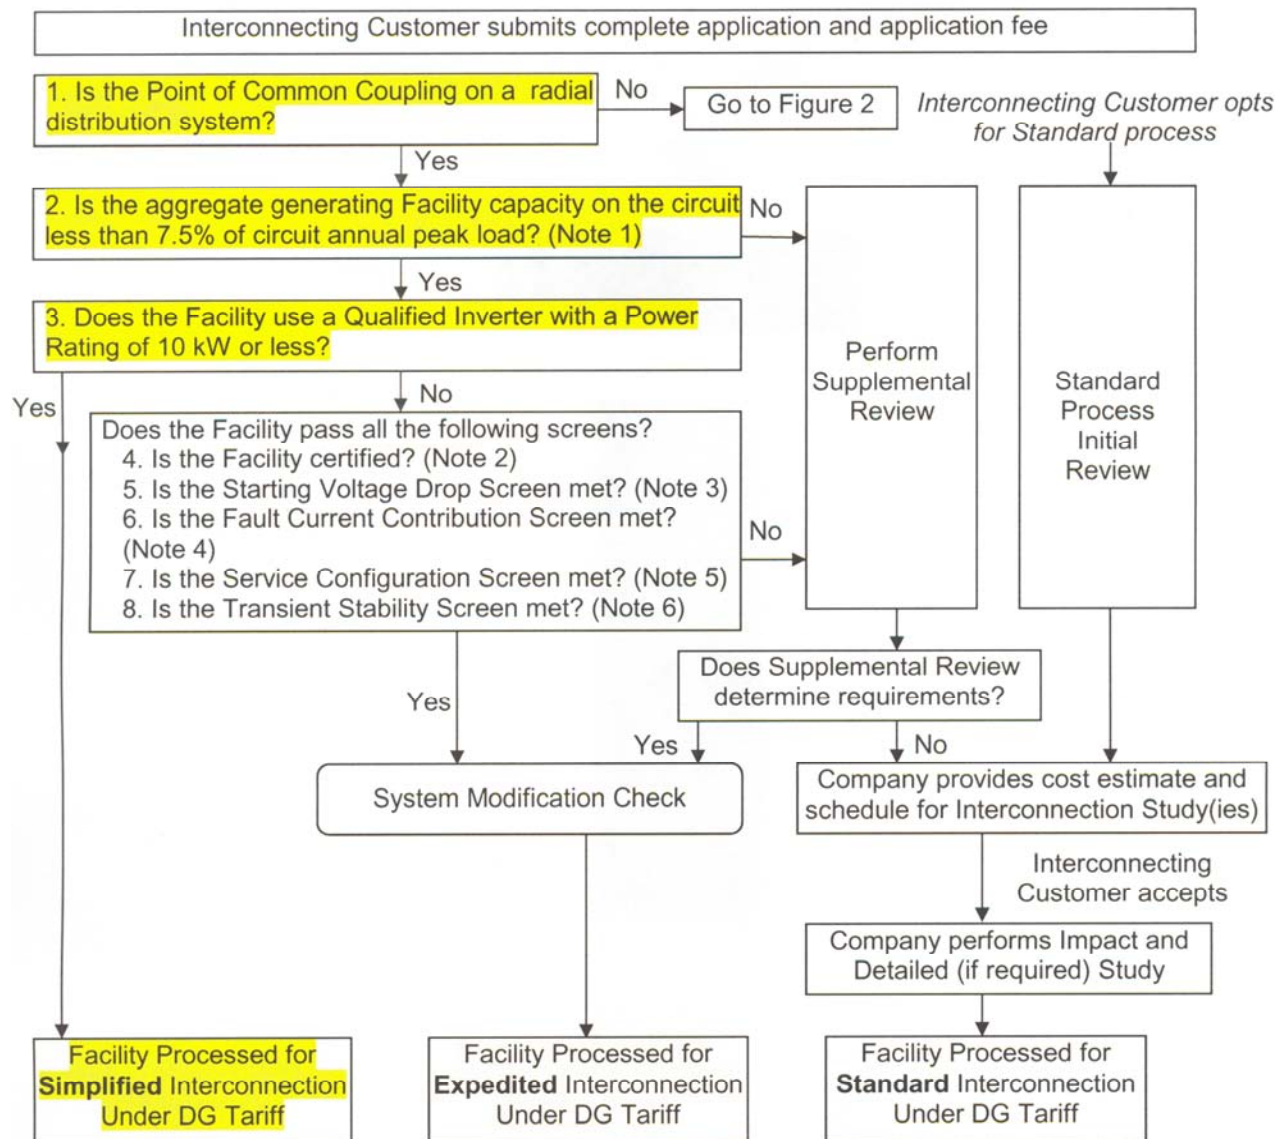 Interconnecting Customer submits complete application and application fee
1. Is the Point of Common Coupling on a radial
distribution system?
No
Go to Figure 2
Interconnecting Customer opts
for Standard process
Yes
2. Is the aggregate generating Facility capacity on the circuit
less than 7.5% of circuit annual peak load? (Note 1)
No
Yes
3. Does the Facility use a Qualified Inverter with a Power
Rating of 10 kW or less?
Perform
Supplemental
Review
Standard
Process
Initial
Review
Yes
No
Does the Facility pass all the following screens?
4. Is the Facility certified? (Note 2)
5. Is the Starting Voltage Drop Screen met? (Note 3)
6. Is the Fault Current Contribution Screen met?
(Note 4)
7. Is the Service Configuration Screen met? (Note 5)
8. Is the Transient Stability Screen met? (Note 6)
No
Does Supplemental Review
determine requirements?
Yes
Yes
No
System Modification Check
Company provides cost estimate and
schedule for Interconnection Study(ies)
Interconnecting
Customer accepts
Company performs Impact and
Detailed (if required) Study
Facility Processed for
Simplified Interconnection
Under DG Tariff
Facility Processed for
Expedited Interconnection
Under DG Tariff
Facility Processed for
Standard Interconnection
Under DG Tariff